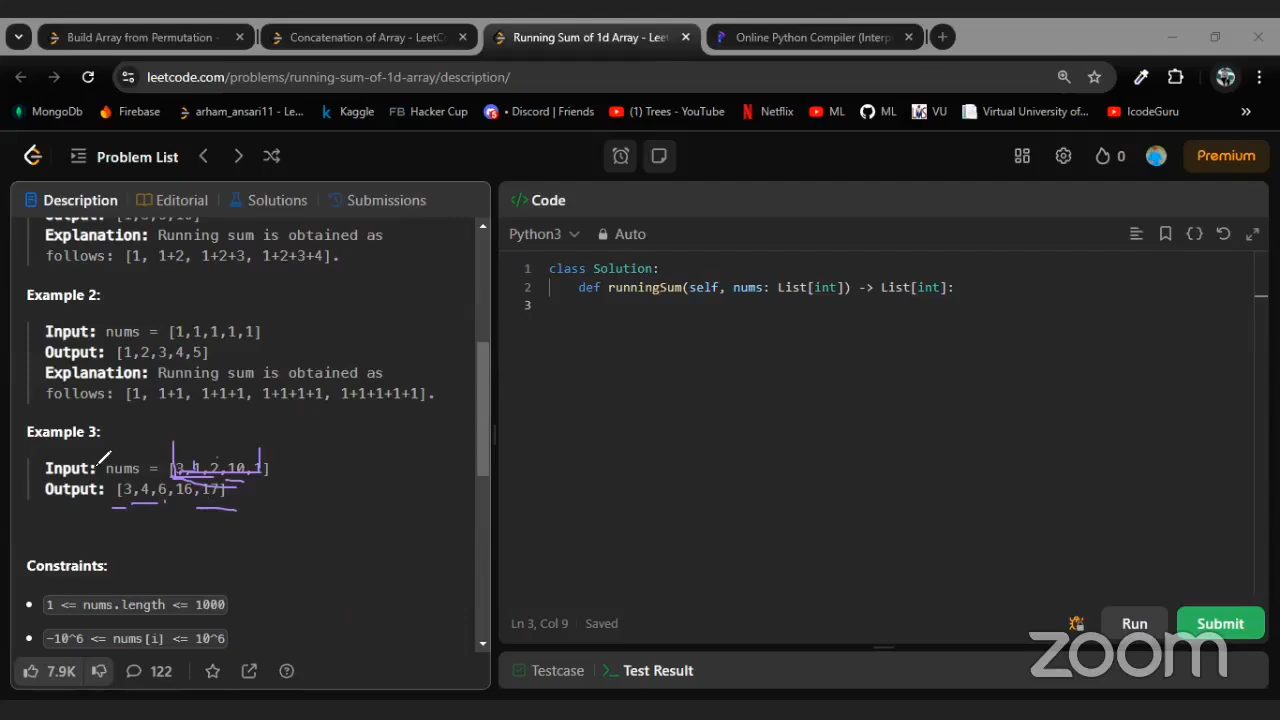 Build Array from Permutation -
Concatenation of Array - LeetC
Running Sum of 1d Array - Lee
Online Python Compiler (Interp
leetcode.com/problems/running-sum-of-1d-array/description/
MongoDb
Firebase
arham_ansari11 - Le...
Kaggle
FB Hacker Cup
• Discord | Friends
(1) Trees - YouTube
Netflix
ML
ML
VU
Virtual University of...
IcodeGuru
»
Problem List
0
Premium
Description
Editorial
Solutions
Submissions
Explanation: Running sum is obtained as
follows: [1, 1+2, 1+2+3, 1+2+3+4].
Example 2:
Input: nums = [1,1,1,1,1]
Output: [1,2,3,4,5]
Explanation: Running sum is obtained as
follows: [1, 1+1, 1+1+1, 1+1+1+1, 1+1+1+1+1].
Example 3:
Input: nums = [3,1,2,10,1]
Output: [3,4,6,16,17]
Constraints:
• 1 <= nums.length <= 1000
• -10^6 <= nums[i] <= 10^6
7.9K
122
</> Code
Python3
Auto
1 class Solution:
2 def runningSum(self, nums: List[int]) -> List[int]:
3
Ln 3, Col 9
Saved
Run
Submit
Testcase
Test Result
zoom